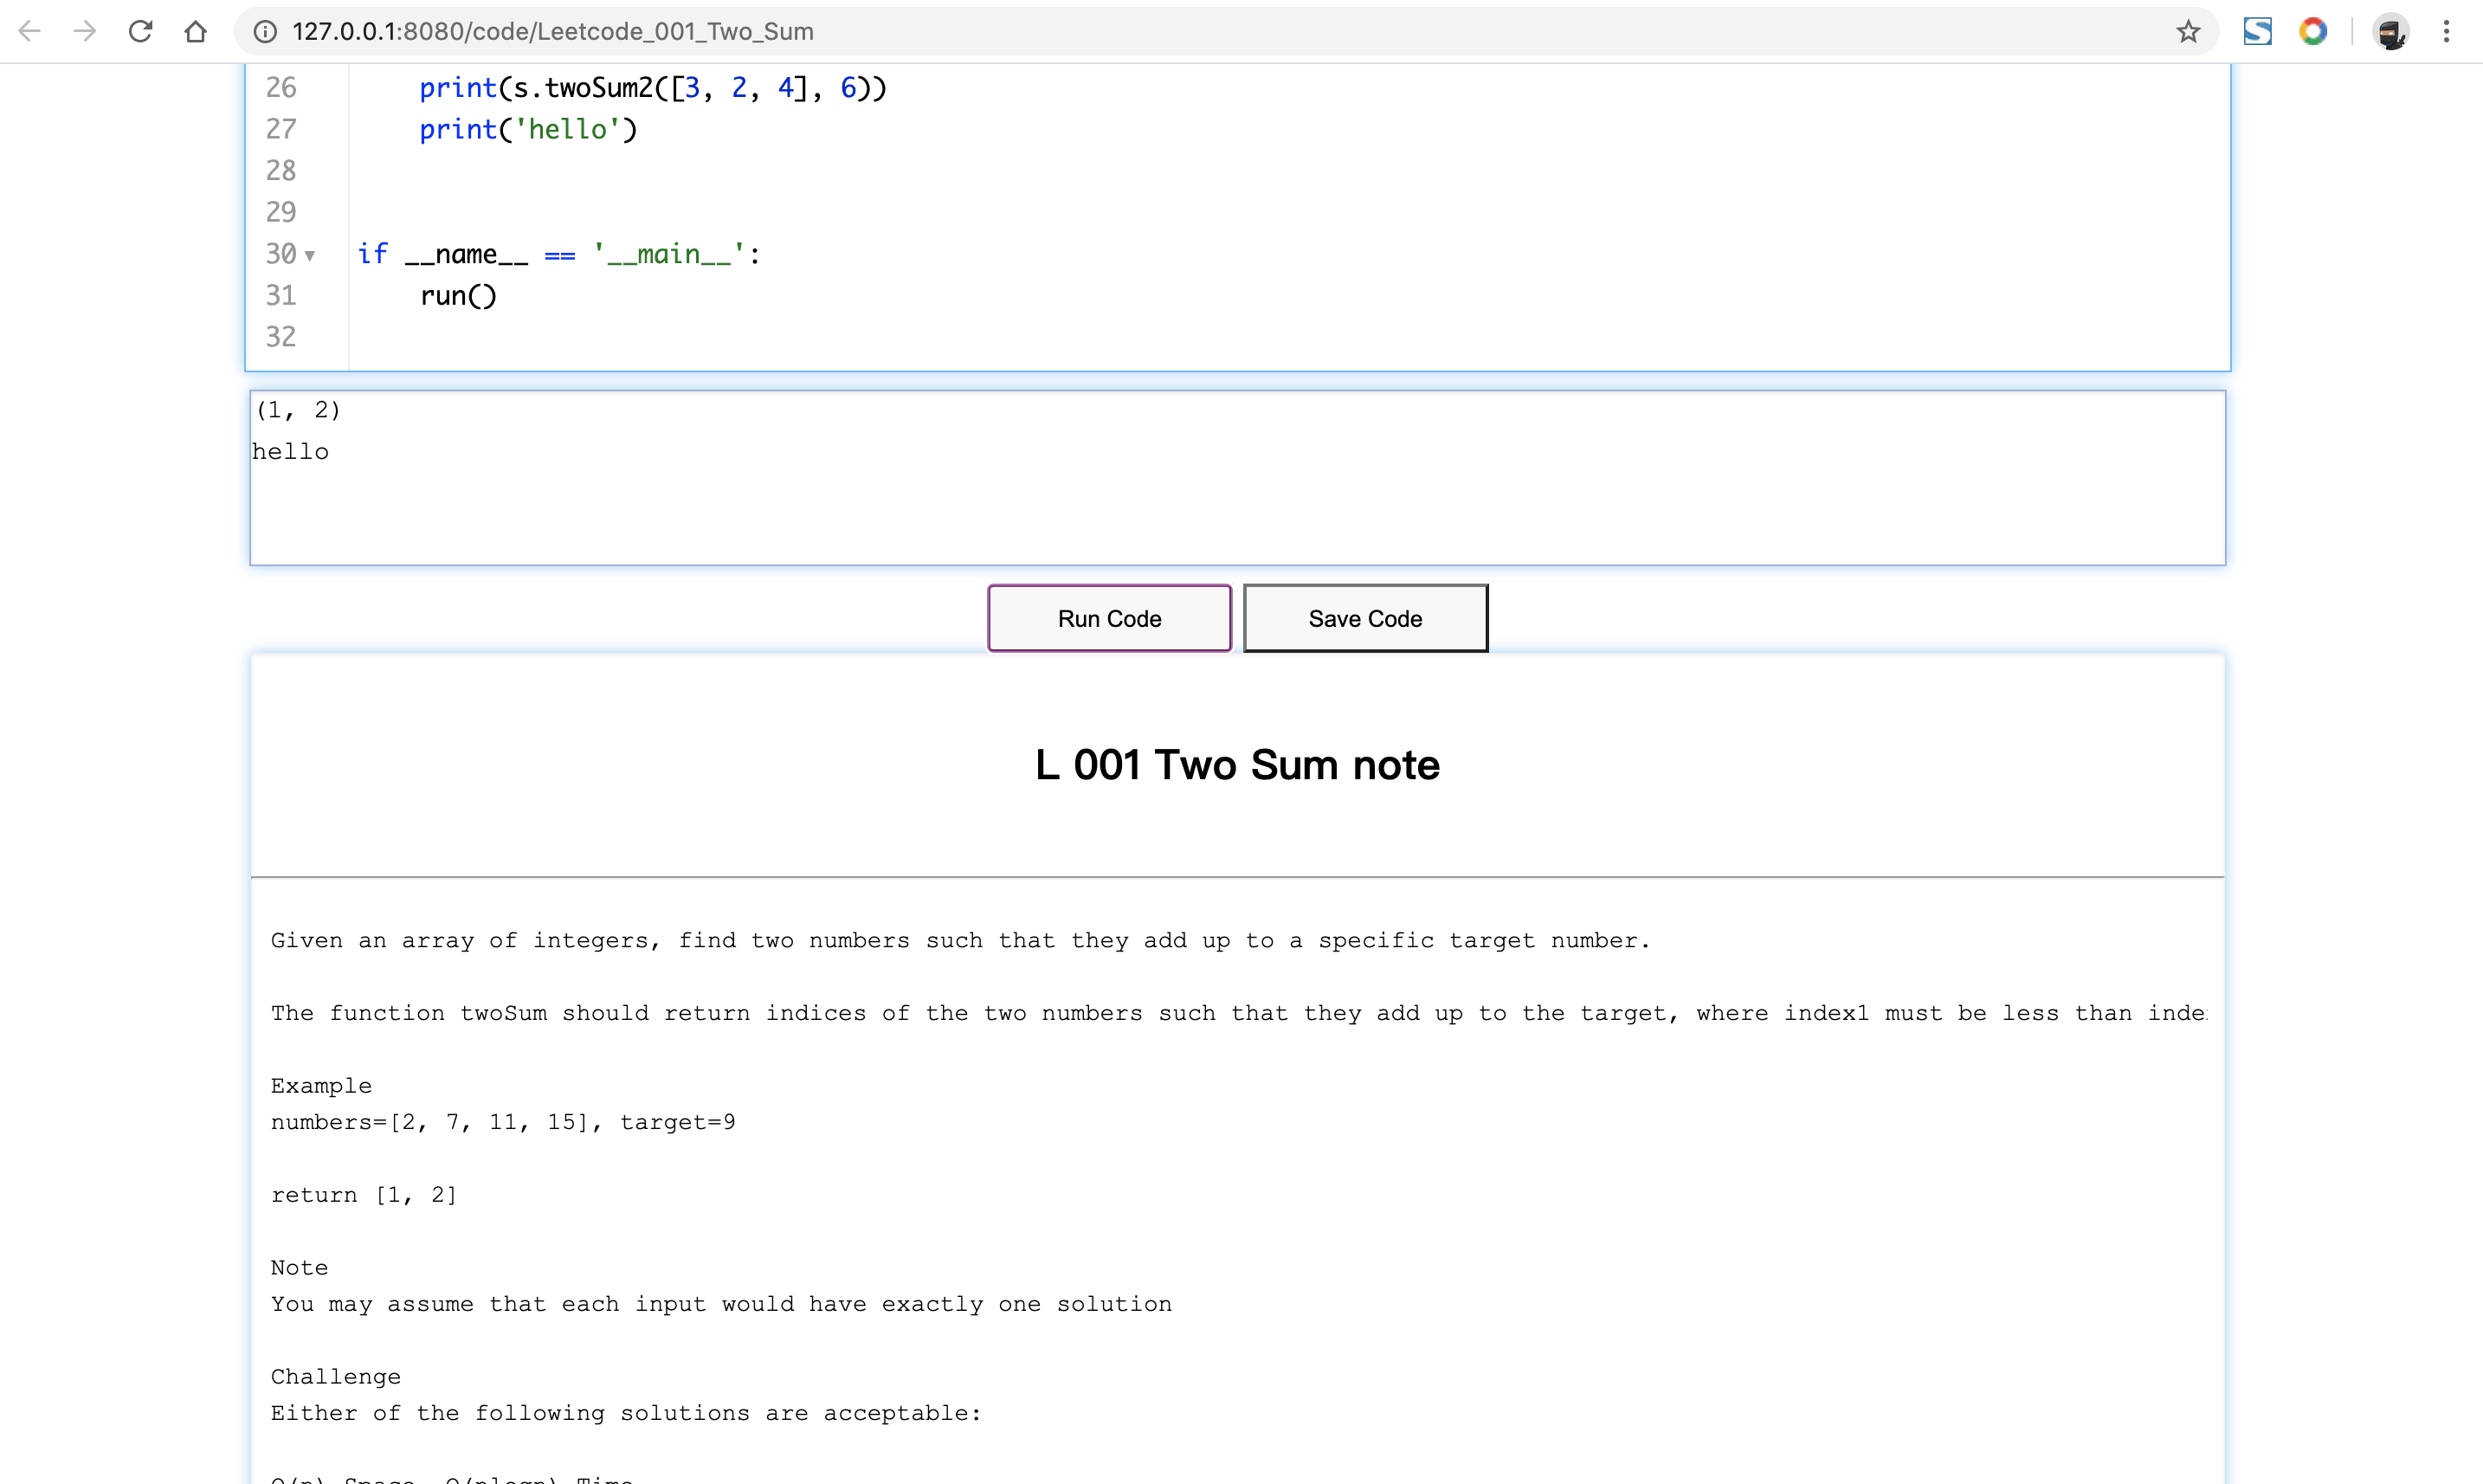 127.0.0.1:8080/code/Leetcode_001_Two_Sum
26 print(s.twoSum2([3, 2, 4], 6))
27 print('hello')
28
29
30 if __name__ == '__main__':
31 run()
32
(1, 2)
hello
Run Code Save Code
L 001 Two Sum note
Given an array of integers, find two numbers such that they add up to a specific target number.
The function twoSum should return indices of the two numbers such that they add up to the target, where index1 must be less than
Example
numbers=[2, 7, 11, 15], target=9
return [1, 2]
Note
You may assume that each input would have exactly one solution
Challenge
Either of the following solutions are acceptable:
O(n) Space, O(nlogn) Time